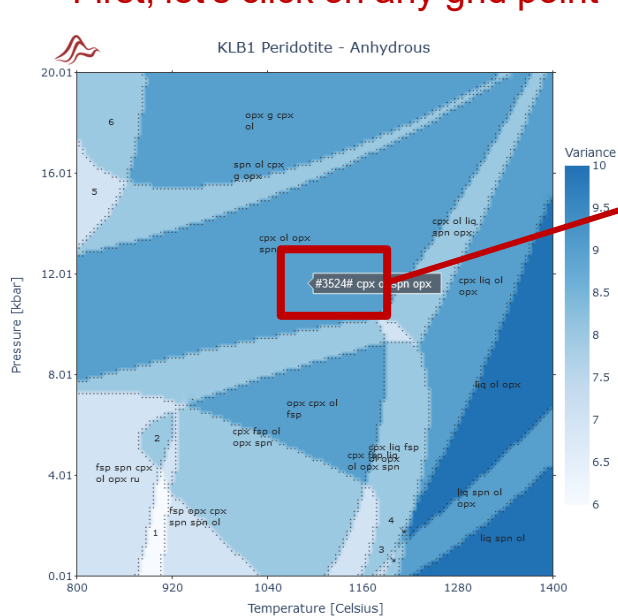 First, let's click on any grid point
KLB1 Peridotite - Anhydrous
20.01
16.01
12.01
8.01
4.01
0.01
Pressure [kbar]
800
920
1040
1160
1280
1400
Temperature [Celsius]
6
5
opx g cpx
ol
spn ol cpx
g opx
cpx ol opx
spn
#3524# cpx ol spn opx
cpx ol liq
spn opx
cpx liq ol
opx
liq ol opx
opx cpx ol
fsp
cpx fsp ol
opx spn
2
fsp spn cpx
ol opx ru
fsp opx cpx
spn spn ol
1
cpx liq fsp
ol opx
cpx fsp liq
ol opx spn
4
3
liq spn ol
opx
liq spn ol
Variance
10
9.5
9
8.5
8
7.5
7
6.5
6